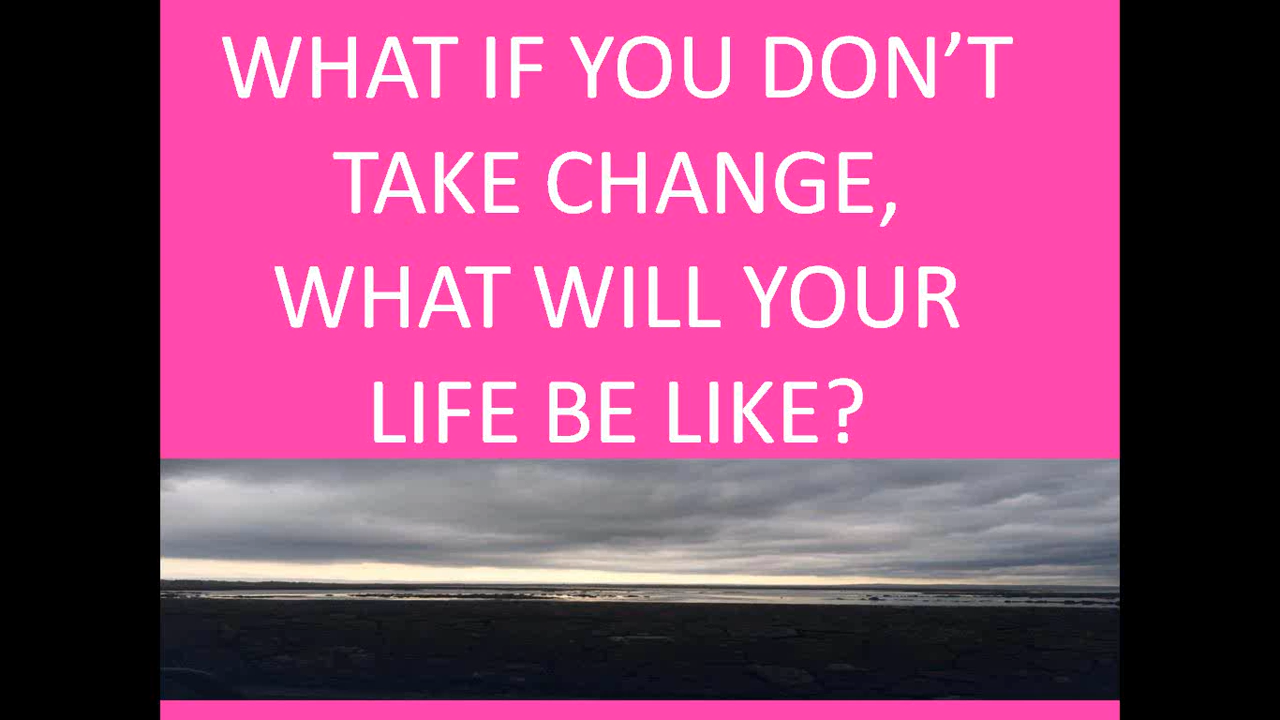 WHAT IF YOU DON’T
TAKE CHANGE,
WHAT WILL YOUR
LIFE BE LIKE?